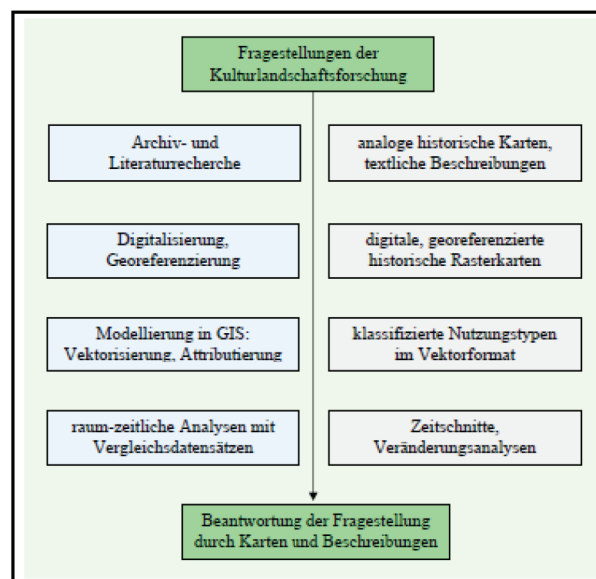 Fragestellungen der
Kulturlandschaftsforschung
Archiv- und
Literaturrecherche
analoge historische Karten,
textliche Beschreibungen
Digitalisierung,
Georeferenzierung
digitale, georeferenzierte
historische Rasterkarten
Modellierung in GIS:
Vektorisierung, Attributierung
klassifizierte Nutzungstypen
im Vektorformat
raum-zeitliche Analysen mit
Vergleichsdatensätzen
Zeitschnitte,
Veränderungsanalysen
Beantwortung der Fragestellung
durch Karten und Beschreibungen